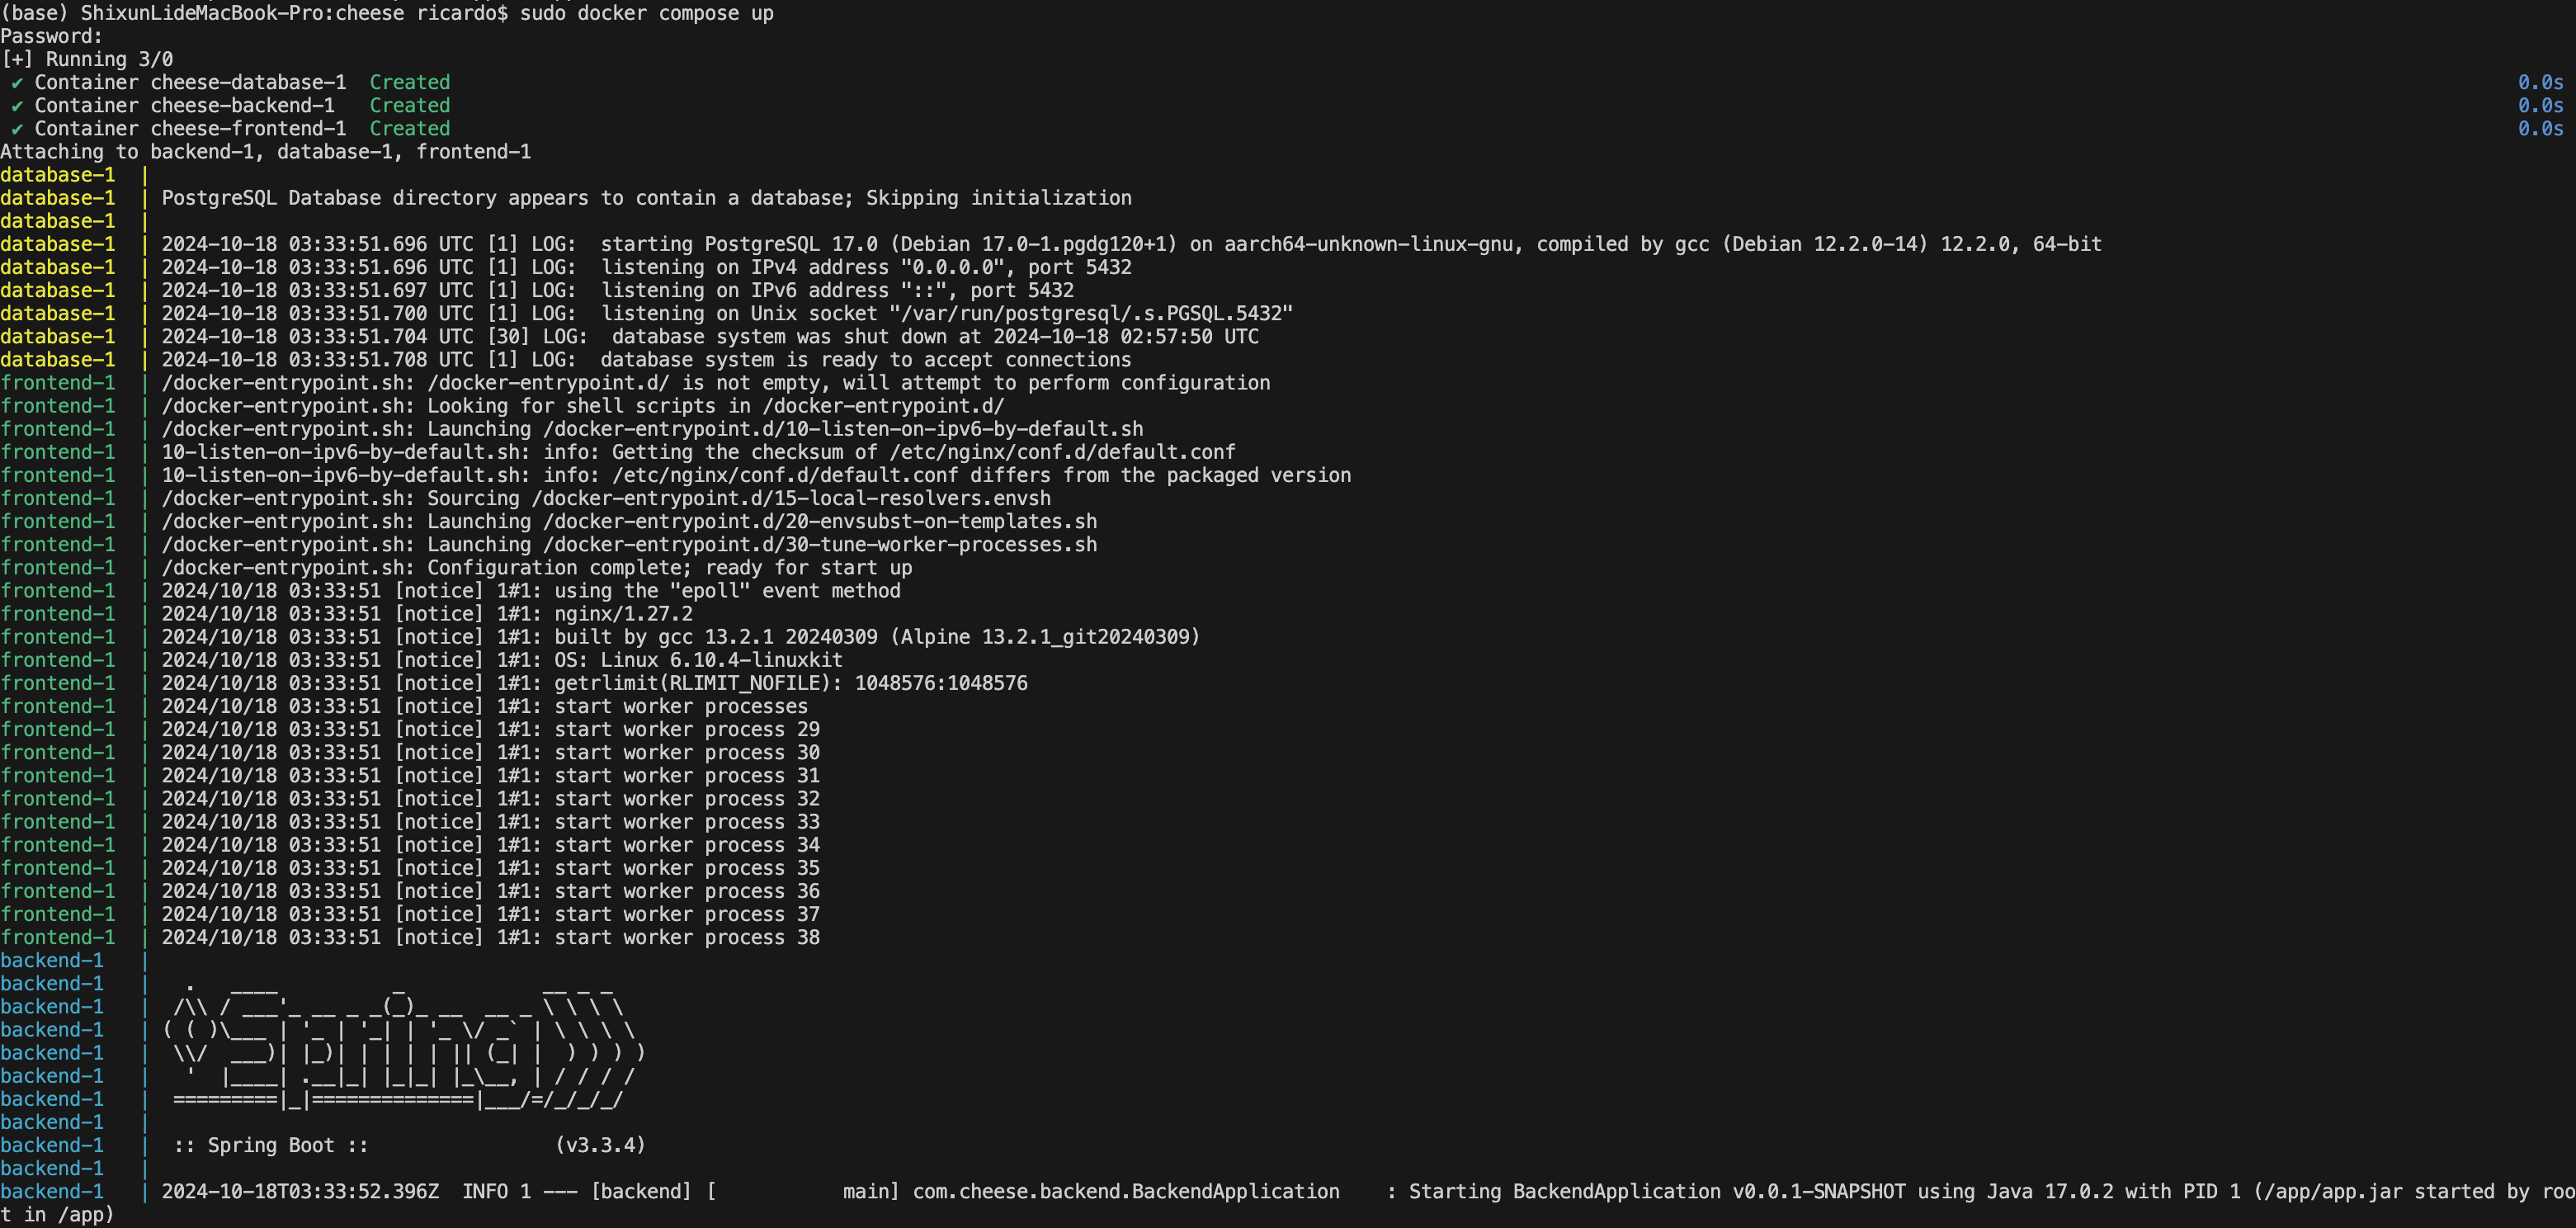 (base) ShixunLideMacBook-Pro:cheese ricardo$ sudo docker compose up
Password:
[+] Running 3/0
 ✔ Container cheese-database-1  Created 0.0s
 ✔ Container cheese-backend-1   Created 0.0s
 ✔ Container cheese-frontend-1  Created 0.0s
Attaching to backend-1, database-1, frontend-1
database-1  |
database-1  | PostgreSQL Database directory appears to contain a database; Skipping initialization
database-1  |
database-1  | 2024-10-18 03:33:51.696 UTC [1] LOG:  starting PostgreSQL 17.0 (Debian 17.0-1.pgdg120+1) on aarch64-unknown-linux-gnu, compiled by gcc (Debian 12.2.0-14) 12.2.0, 64-bit
database-1  | 2024-10-18 03:33:51.696 UTC [1] LOG:  listening on IPv4 address "0.0.0.0", port 5432
database-1  | 2024-10-18 03:33:51.697 UTC [1] LOG:  listening on IPv6 address "::", port 5432
database-1  | 2024-10-18 03:33:51.700 UTC [1] LOG:  listening on Unix socket "/var/run/postgresql/.s.PGSQL.5432"
database-1  | 2024-10-18 03:33:51.704 UTC [30] LOG:  database system was shut down at 2024-10-18 02:57:50 UTC
database-1  | 2024-10-18 03:33:51.708 UTC [1] LOG:  database system is ready to accept connections
frontend-1  | /docker-entrypoint.sh: /docker-entrypoint.d/ is not empty, will attempt to perform configuration
frontend-1  | /docker-entrypoint.sh: Looking for shell scripts in /docker-entrypoint.d/
frontend-1  | /docker-entrypoint.sh: Launching /docker-entrypoint.d/10-listen-on-ipv6-by-default.sh
frontend-1  | 10-listen-on-ipv6-by-default.sh: info: Getting the checksum of /etc/nginx/conf.d/default.conf
frontend-1  | 10-listen-on-ipv6-by-default.sh: info: /etc/nginx/conf.d/default.conf differs from the packaged version
frontend-1  | /docker-entrypoint.sh: Sourcing /docker-entrypoint.d/15-local-resolvers.envsh
frontend-1  | /docker-entrypoint.sh: Launching /docker-entrypoint.d/20-envsubst-on-templates.sh
frontend-1  | /docker-entrypoint.sh: Launching /docker-entrypoint.d/30-tune-worker-processes.sh
frontend-1  | /docker-entrypoint.sh: Configuration complete; ready for start up
frontend-1  | 2024/10/18 03:33:51 [notice] 1#1: using the "epoll" event method
frontend-1  | 2024/10/18 03:33:51 [notice] 1#1: nginx/1.27.2
frontend-1  | 2024/10/18 03:33:51 [notice] 1#1: built by gcc 13.2.1 20240309 (Alpine 13.2.1_git20240309)
frontend-1  | 2024/10/18 03:33:51 [notice] 1#1: OS: Linux 6.10.4-linuxkit
frontend-1  | 2024/10/18 03:33:51 [notice] 1#1: getrlimit(RLIMIT_NOFILE): 1048576:1048576
frontend-1  | 2024/10/18 03:33:51 [notice] 1#1: start worker processes
frontend-1  | 2024/10/18 03:33:51 [notice] 1#1: start worker process 29
frontend-1  | 2024/10/18 03:33:51 [notice] 1#1: start worker process 30
frontend-1  | 2024/10/18 03:33:51 [notice] 1#1: start worker process 31
frontend-1  | 2024/10/18 03:33:51 [notice] 1#1: start worker process 32
frontend-1  | 2024/10/18 03:33:51 [notice] 1#1: start worker process 33
frontend-1  | 2024/10/18 03:33:51 [notice] 1#1: start worker process 34
frontend-1  | 2024/10/18 03:33:51 [notice] 1#1: start worker process 35
frontend-1  | 2024/10/18 03:33:51 [notice] 1#1: start worker process 36
frontend-1  | 2024/10/18 03:33:51 [notice] 1#1: start worker process 37
frontend-1  | 2024/10/18 03:33:51 [notice] 1#1: start worker process 38
backend-1   |
backend-1   |   .   ____          _            __ _ _
backend-1   |  /\\ / ___'_ __ _ _(_)_ __  __ _ \ \ \ \
backend-1   | ( ( )\___ | '_ | '_| | '_ \/ _` | \ \ \ \
backend-1   |  \\/  ___)| |_)| | | | | || (_| |  ) ) ) )
backend-1   |   '  |____| .__|_| |_|_| |_\__, | / / / /
backend-1   |  =========|_|==============|___/=/_/_/_/
backend-1   |
backend-1   |  :: Spring Boot ::                (v3.3.4)
backend-1   |
backend-1   | 2024-10-18T03:33:52.396Z  INFO 1 --- [backend] [           main] com.cheese.backend.BackendApplication    : Starting BackendApplication v0.0.1-SNAPSHOT using Java 17.0.2 with PID 1 (/app/app.jar started by roo
t in /app)